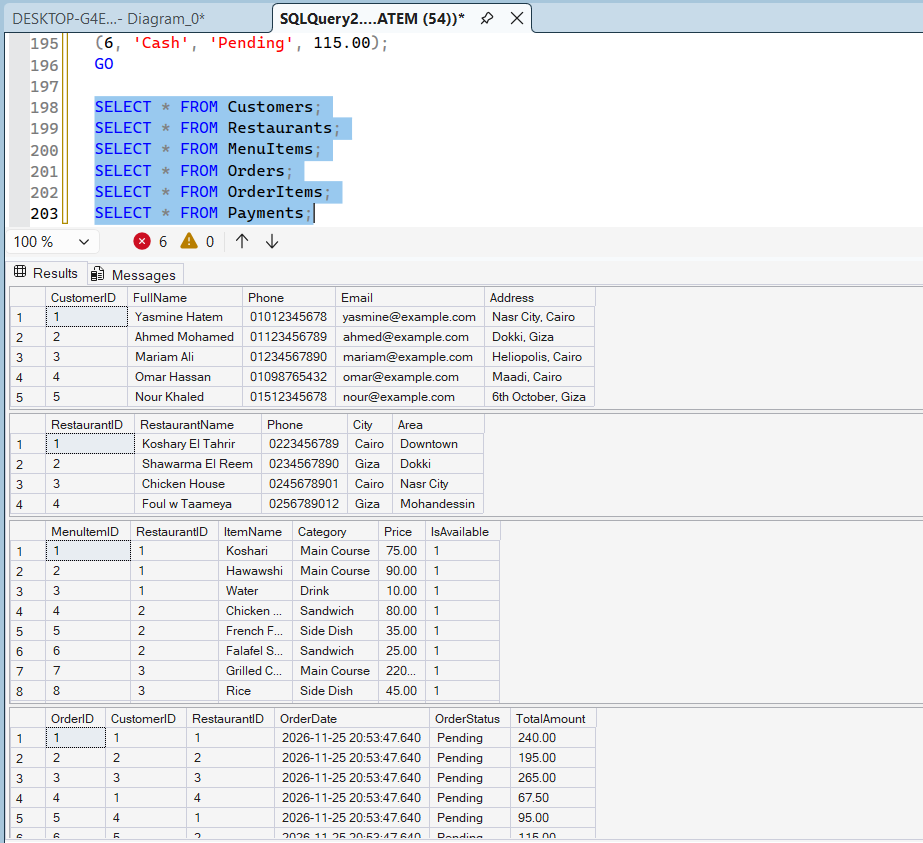 DESKTOP-G4E...- Diagram_0*
SQLQuery2....ATEM (54))*
195 (6, 'Cash', 'Pending', 115.00);
196 GO
197
198 SELECT * FROM Customers;
199 SELECT * FROM Restaurants;
200 SELECT * FROM MenuItems;
201 SELECT * FROM Orders;
202 SELECT * FROM OrderItems;
203 SELECT * FROM Payments;
100 % 6 0
Results Messages
CustomerID FullName Phone Email Address
1 1 Yasmine Hatem 01012345678 yasmine@example.com Nasr City, Cairo
2 2 Ahmed Mohamed 01123456789 ahmed@example.com Dokki, Giza
3 3 Mariam Ali 01234567890 mariam@example.com Heliopolis, Cairo
4 4 Omar Hassan 01098765432 omar@example.com Maadi, Cairo
5 5 Nour Khaled 01512345678 nour@example.com 6th October, Giza
RestaurantID RestaurantName Phone City Area
1 1 Koshary El Tahrir 0223456789 Cairo Downtown
2 2 Shawarma El Reem 0234567890 Giza Dokki
3 3 Chicken House 0245678901 Cairo Nasr City
4 4 Foul w Taameya 0256789012 Giza Mohandessin
MenuItemID RestaurantID ItemName Category Price IsAvailable
1 1 1 Koshari Main Course 75.00 1
2 2 1 Hawawshi Main Course 90.00 1
3 3 1 Water Drink 10.00 1
4 4 2 Chicken ... Sandwich 80.00 1
5 5 2 French F... Side Dish 35.00 1
6 6 2 Falafel S... Sandwich 25.00 1
7 7 3 Grilled C... Main Course 220... 1
8 8 3 Rice Side Dish 45.00 1
OrderID CustomerID RestaurantID OrderDate OrderStatus TotalAmount
1 1 1 1 2026-11-25 20:53:47.640 Pending 240.00
2 2 2 2 2026-11-25 20:53:47.640 Pending 195.00
3 3 3 3 2026-11-25 20:53:47.640 Pending 265.00
4 4 1 4 2026-11-25 20:53:47.640 Pending 67.50
5 5 4 1 2026-11-25 20:53:47.640 Pending 95.00
6 6 5 2 2026-11-25 20:53:47.640 Pending 115.00